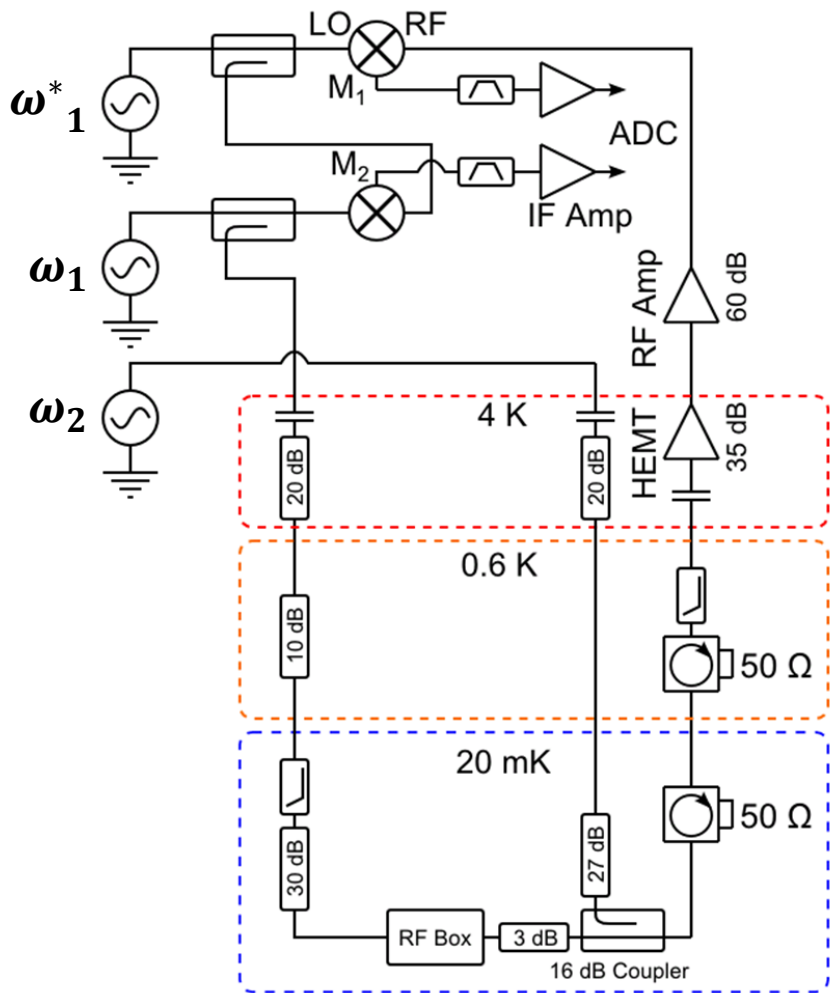 LO RF
ω*₁
M₁
ADC
M₂
IF Amp
ω₁
RF Amp
60 dB
ω₂
4 K
HEMT
35 dB
20 dB
20 dB
0.6 K
10 dB
50 Ω
20 mK
50 Ω
30 dB
27 dB
RF Box
3 dB
16 dB Coupler